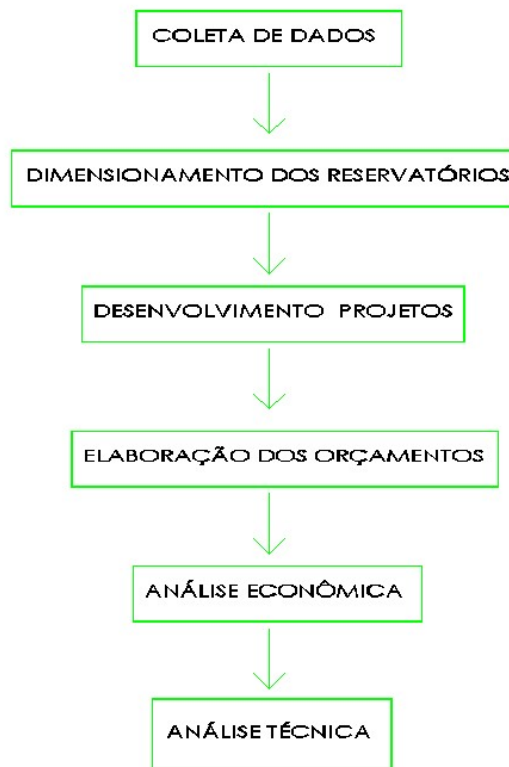 COLETA DE DADOS
DIMENSIONAMENTO DOS RESERVATÓRIOS
DESENVOLVIMENTO PROJETOS
ELABORAÇÃO DOS ORÇAMENTOS
ANÁLISE ECONÔMICA
ANÁLISE TÉCNICA